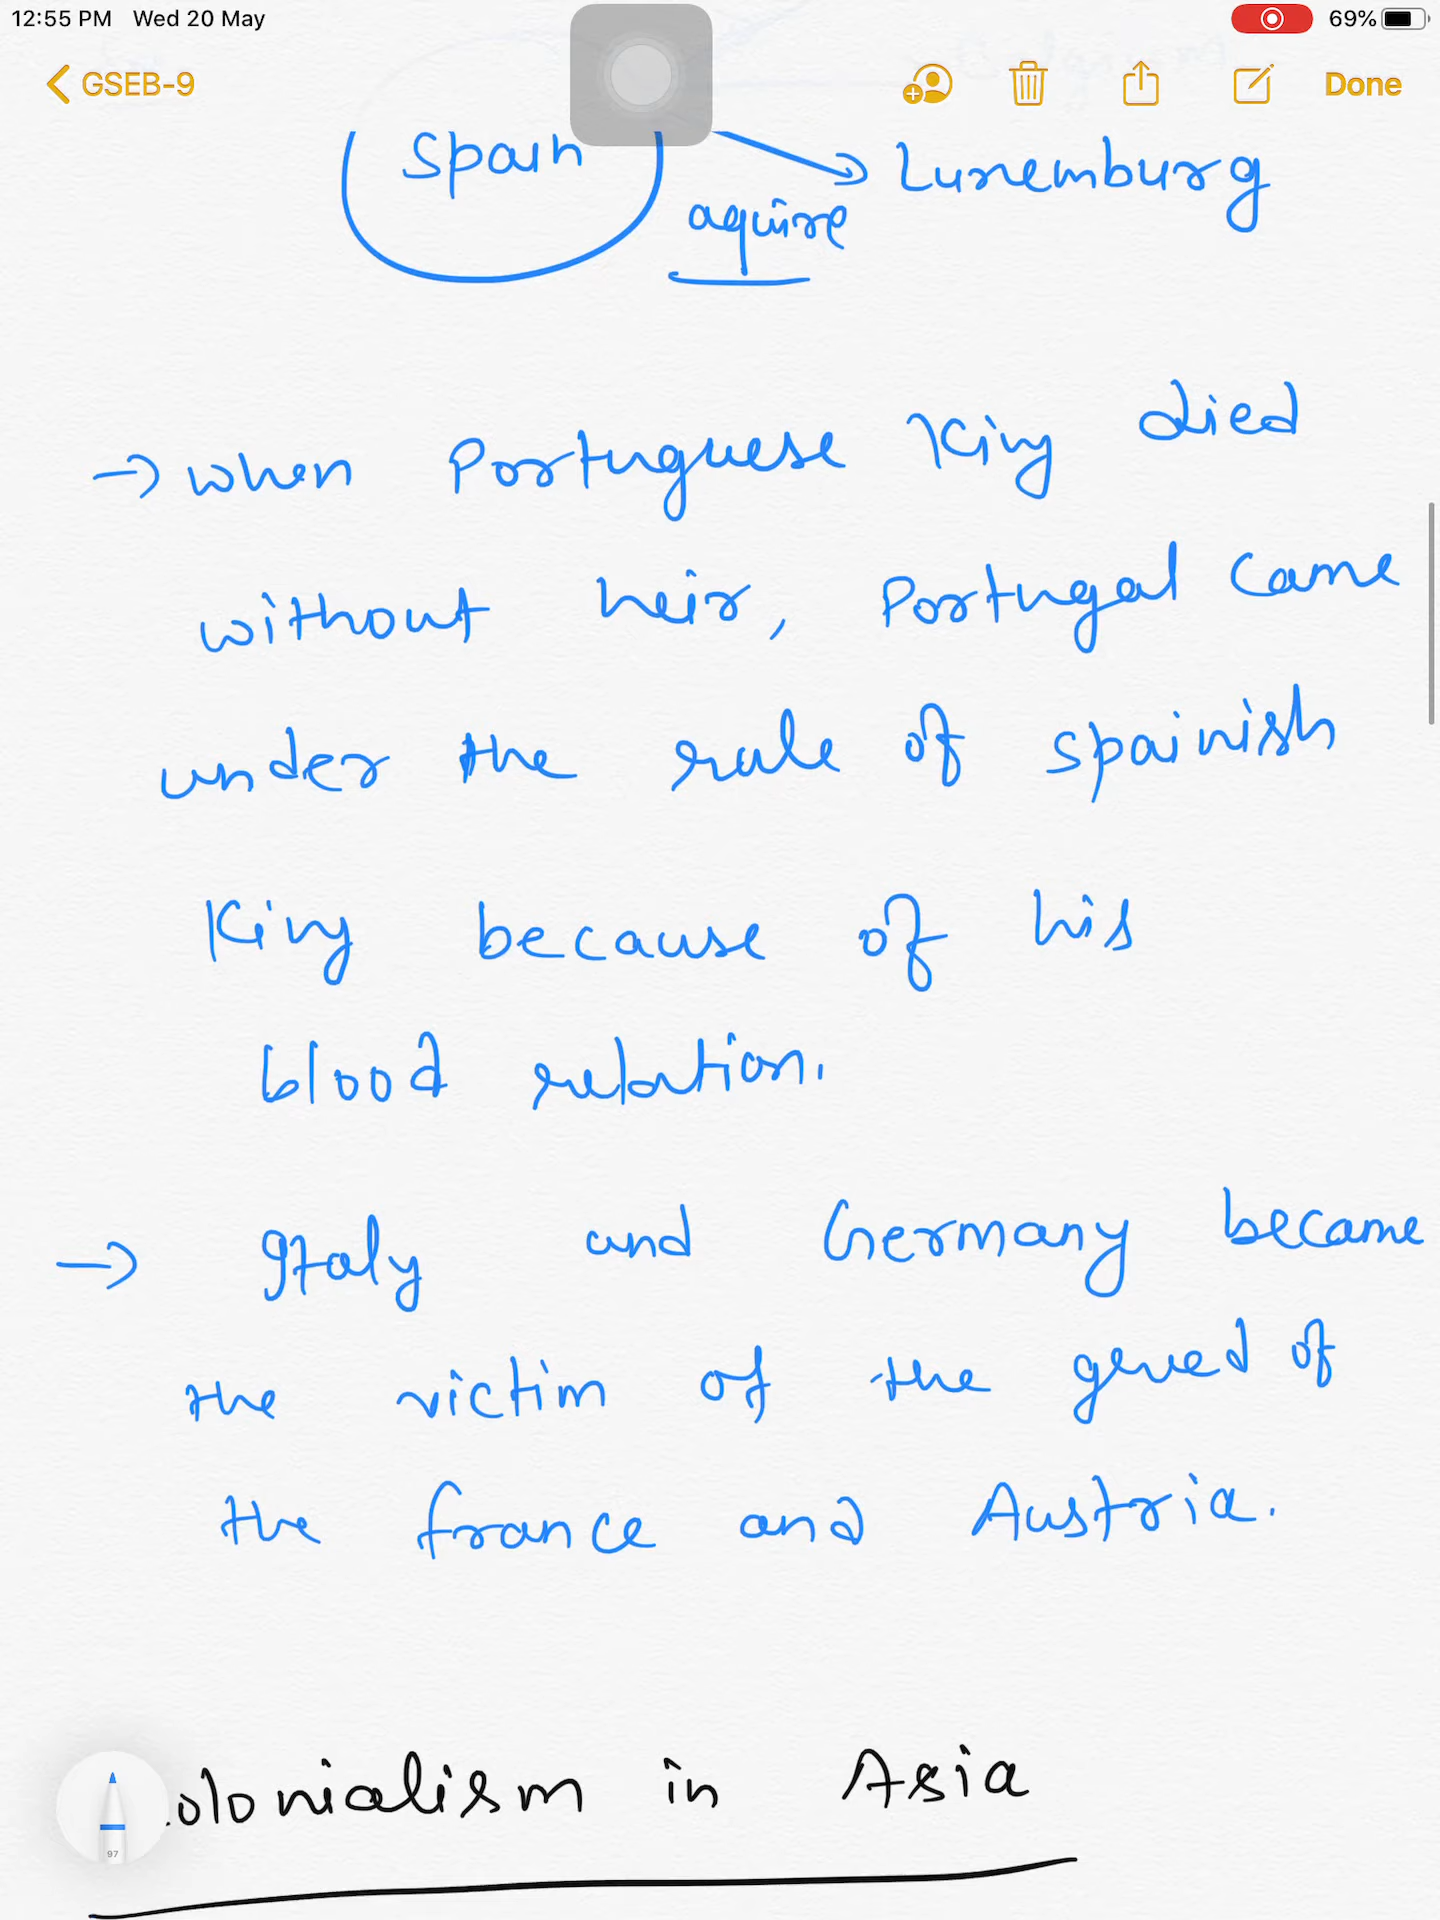 12:55 PM Wed 20 May 69%
GSEB-9 Done
Spain
Luxemburg
aquire
→ when Portuguese King died
without heir, Portugal came
under the rule of spainish
King because of his
blood relation.
→ Italy and Germany became
the victim of the greed of
the france and Austria.
olonialism in Asia
97